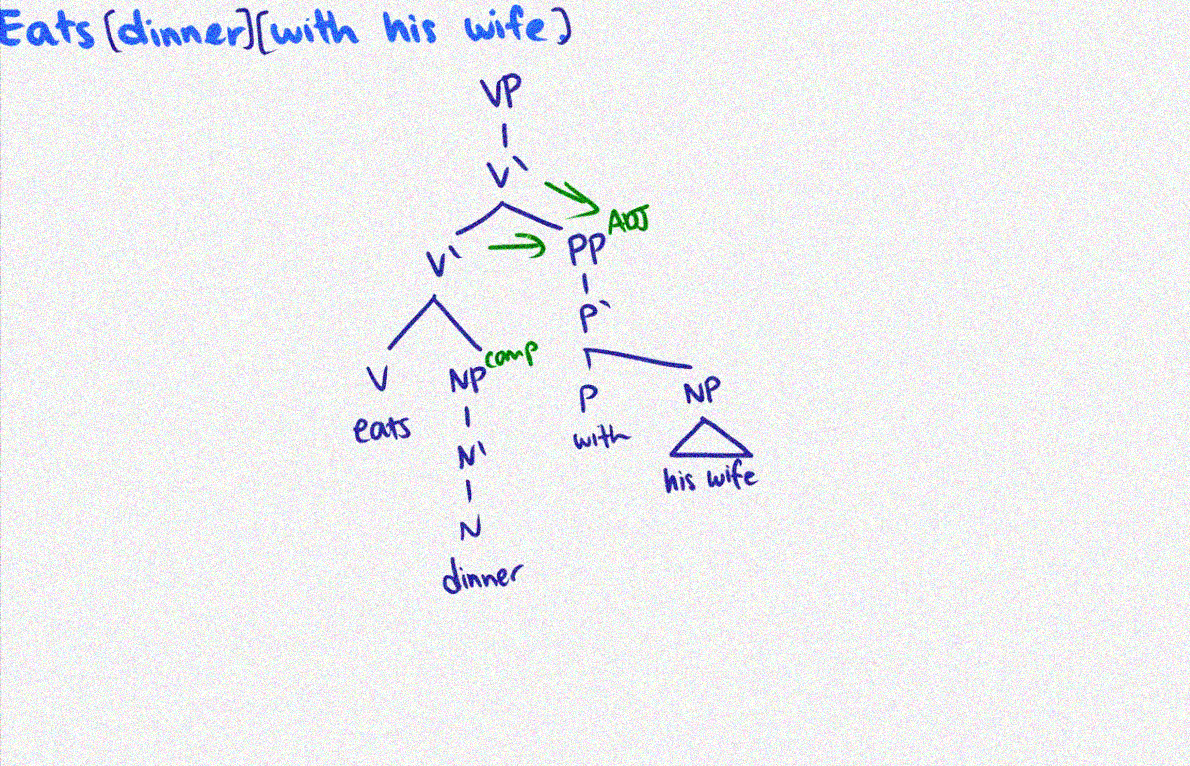 Eats [dinner][with his wife]
VP
V`
ADJ
V` PP
P`
V NP comp P NP
eats with
N'
his wife
N
dinner